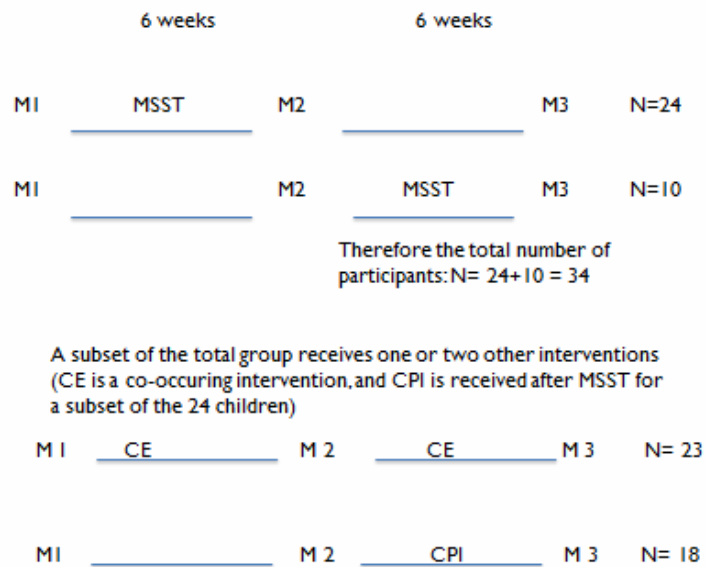 6 weeks 6 weeks
M1 MSST M2 M3 N=24
M1 M2 MSST M3 N=10
Therefore the total number of
participants: N= 24+10 = 34
A subset of the total group receives one or two other interventions
(CE is a co-occuring intervention, and CPI is received after MSST for
a subset of the 24 children)
M 1 CE M 2 CE M 3 N= 23
M1 M 2 CPI M 3 N= 18